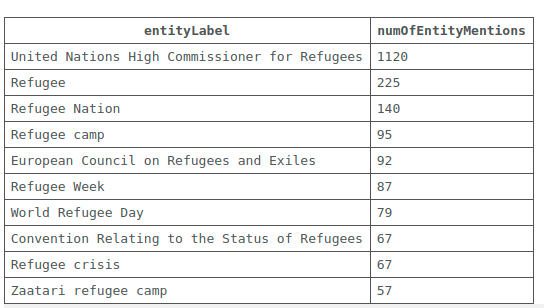 entityLabel numOfEntityMentions
United Nations High Commissioner for Refugees 1120
Refugee 225
Refugee Nation 140
Refugee camp 95
European Council on Refugees and Exiles 92
Refugee Week 87
World Refugee Day 79
Convention Relating to the Status of Refugees 67
Refugee crisis 67
Zaatari refugee camp 57